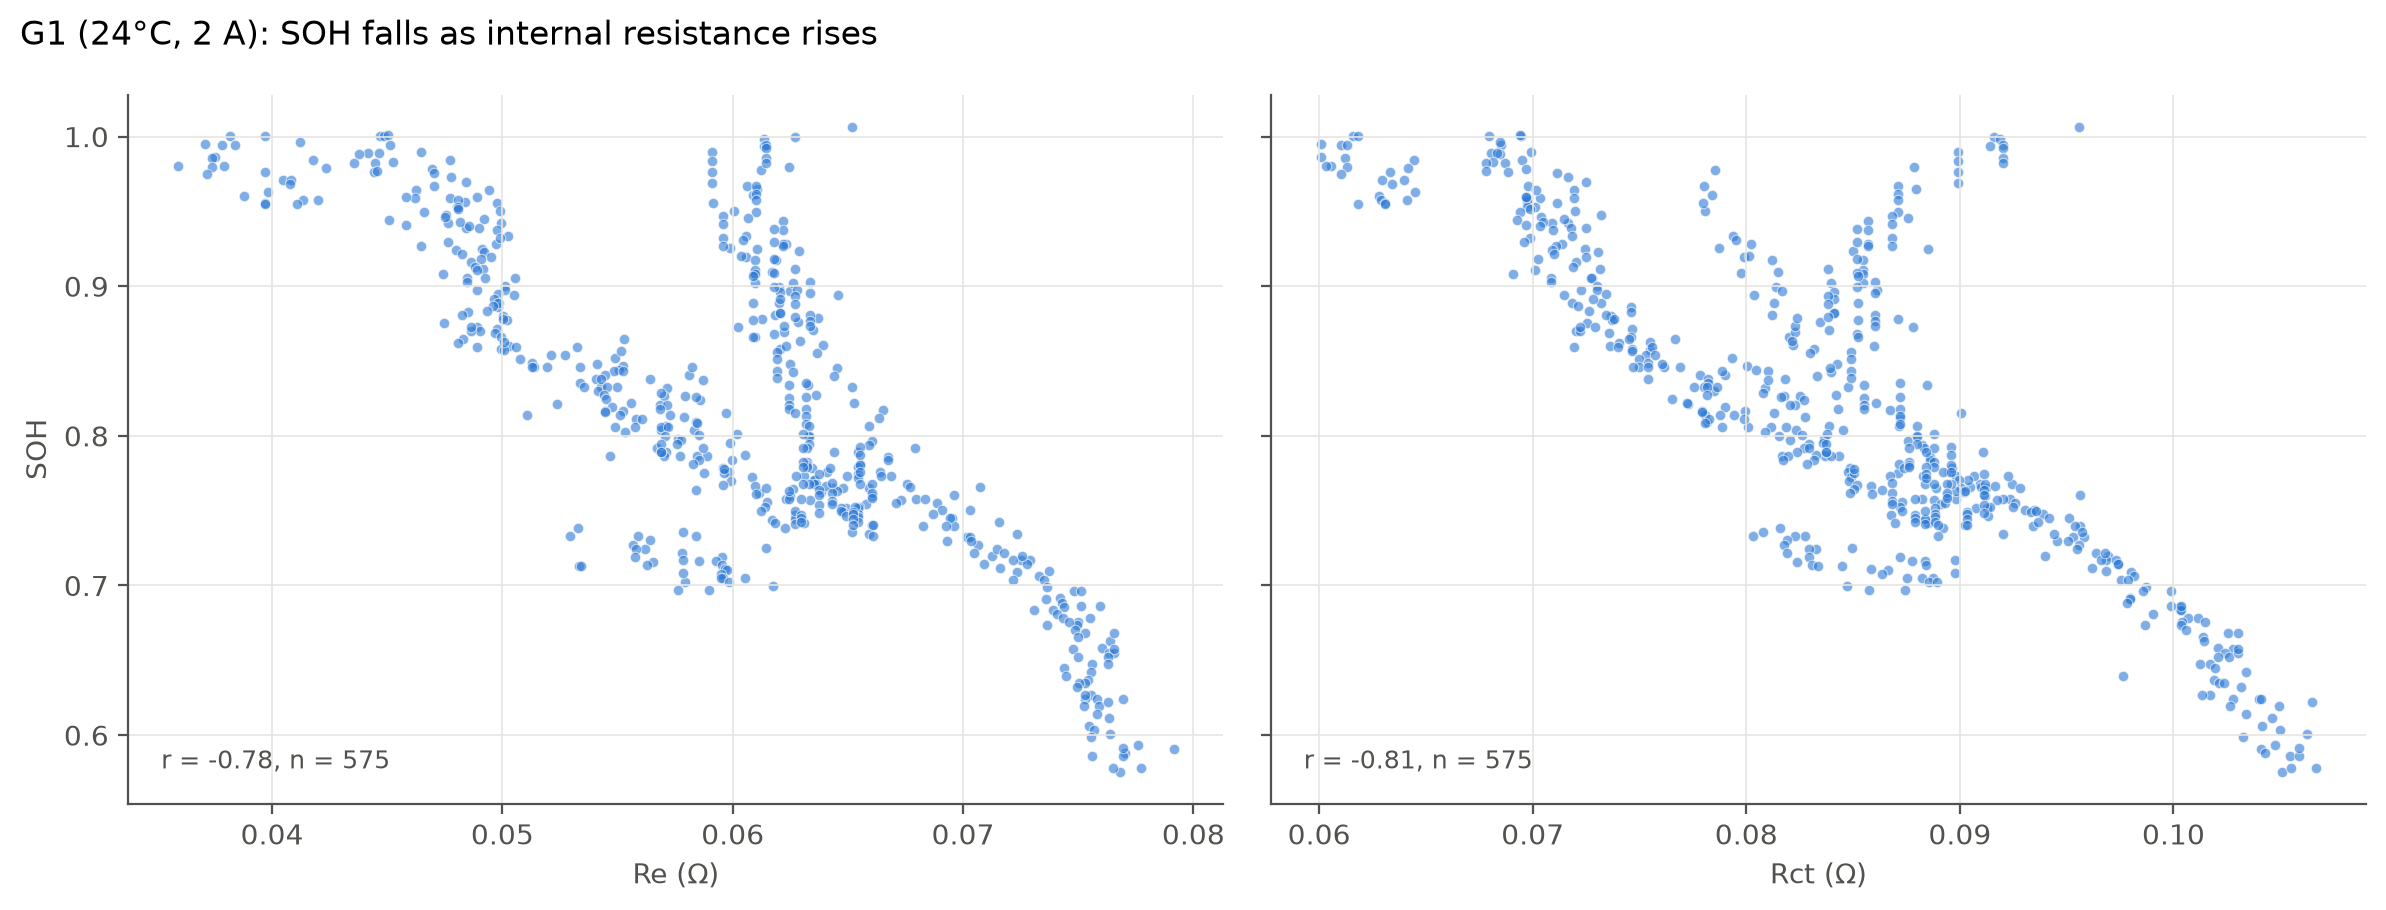 G1 (24°C, 2 A): SOH falls as internal resistance rises
SOH
1.0
0.9
0.8
0.7
0.6
r = -0.78, n = 575
0.04 0.05 0.06 0.07 0.08
Re (Ω)
r = -0.81, n = 575
0.06 0.07 0.08 0.09 0.10
Rct (Ω)